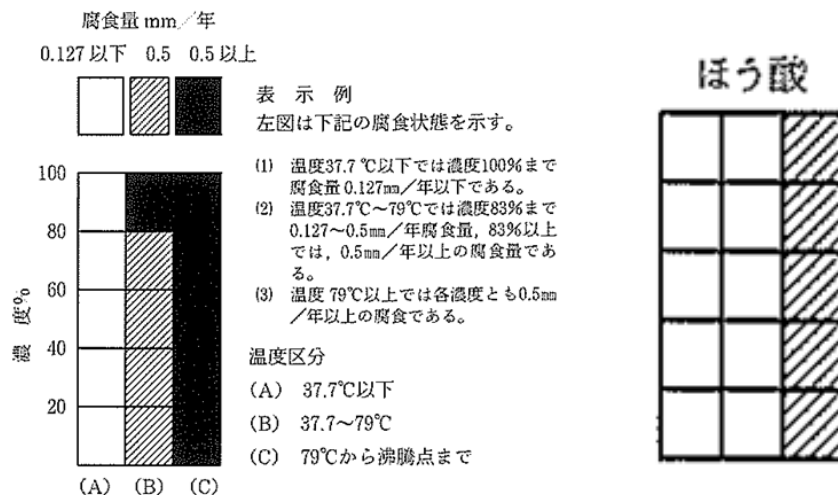 腐食量 mm/年
0.127以下 0.5 0.5以上
表示例
左図は下記の腐食状態を示す。
(1) 温度37.7℃以下では濃度100%まで
腐食量0.127mm/年以下である。
(2) 温度37.7℃〜79℃では濃度83%まで
0.127〜0.5mm/年腐食量,83%以上
では,0.5mm/年以上の腐食量であ
る。
(3) 温度79℃以上では各濃度とも0.5mm
/年以上の腐食である。
温度区分
(A) 37.7℃以下
(B) 37.7〜79℃
(C) 79℃から沸騰点まで
濃度%
100
80
60
40
20
(A) (B) (C)
ほう酸